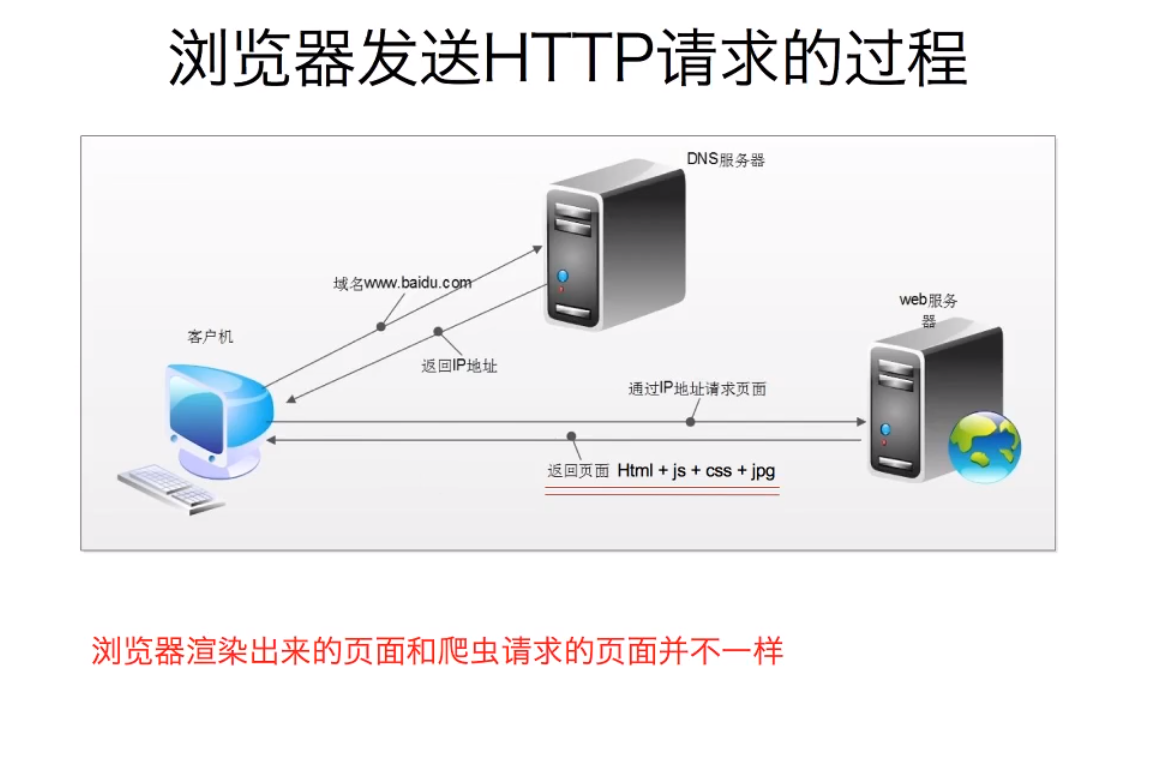 浏览器发送HTTP请求的过程
DNS服务器
域名www.baidu.com
web服务
器
客户机
返回IP地址
通过IP地址请求页面
返回页面 Html + js + css + jpg
浏览器渲染出来的页面和爬虫请求的页面并不一样